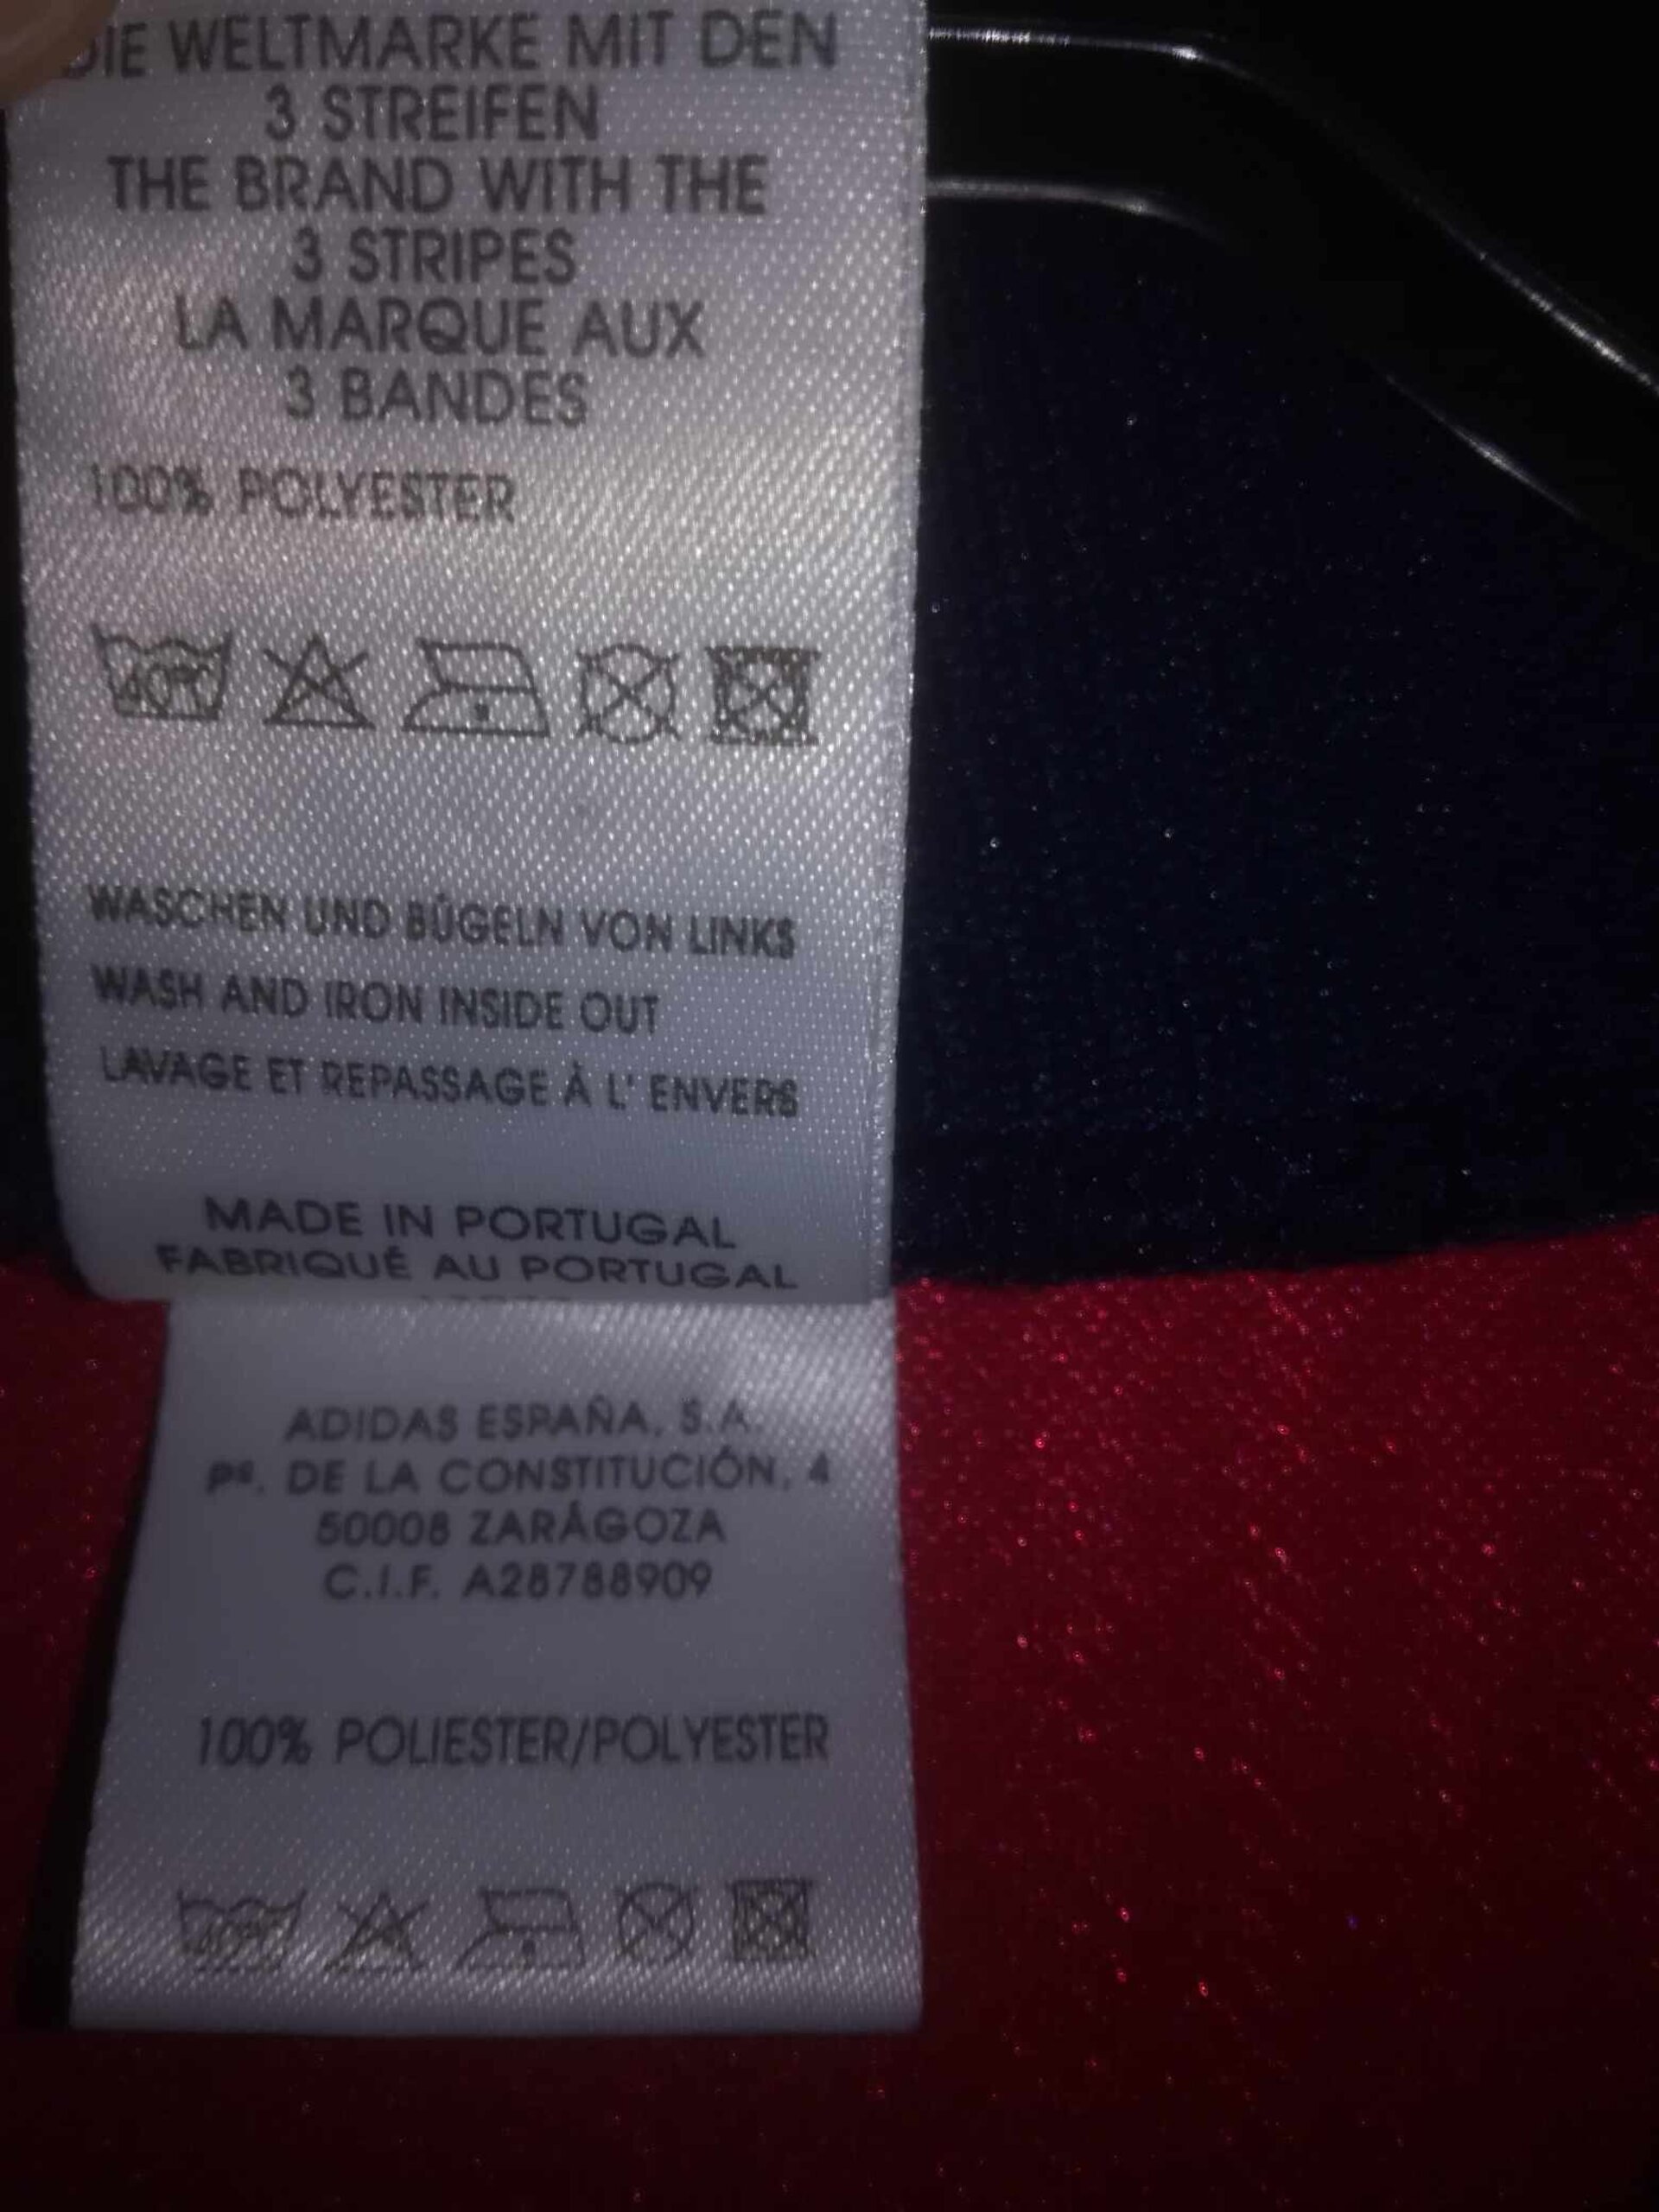 DIE WELTMARKE MIT DEN
3 STREIFEN
THE BRAND WITH THE
3 STRIPES
LA MARQUE AUX
3 BANDES
100% POLYESTER
40°
WASCHEN UND BÜGELN VON LINKS
WASH AND IRON INSIDE OUT
LAVAGE ET REPASSAGE À L' ENVERS
MADE IN PORTUGAL
FABRIQUÉ AU PORTUGAL
ADIDAS ESPAÑA, S.A.
Pº. DE LA CONSTITUCIÓN, 4
50008 ZARÁGOZA
C.I.F. A28788909
100% POLIESTER/POLYESTER
40°